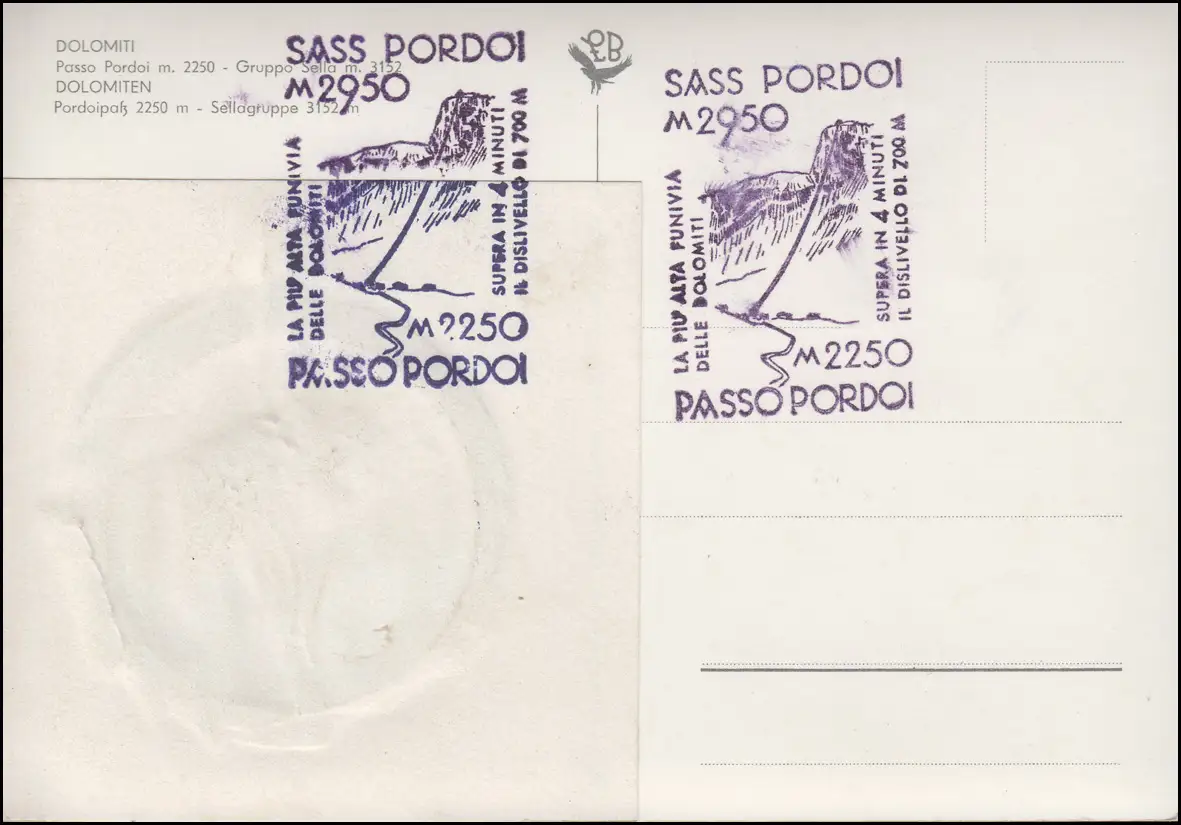 DOLOMITI
Passo Pordoi m. 2250 - Gruppo Sella m. 3152
DOLOMITEN
Pordoipaß 2250 m - Sellagruppe 3152 m
SASS PORDOI
M 2950
LA PIU' ALTA FUNIVIA
DELLE DOLOMITI
SUPERA IN 4 MINUTI
IL DISLIVELLO DI 700 M
M 2250
PASSO PORDOI
SASS PORDOI
M 2950
LA PIU' ALTA FUNIVIA
DELLE DOLOMITI
SUPERA IN 4 MINUTI
IL DISLIVELLO DI 700 M
M 2250
PASSO PORDOI